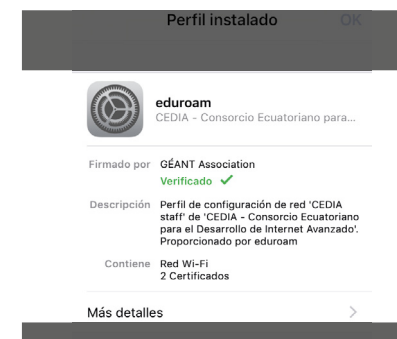 Perfil instalado OK
eduroam
CEDIA - Consorcio Ecuatoriano para...
Firmado por GÉANT Association
Verificado ✓
Descripción Perfil de configuración de red 'CEDIA
staff' de 'CEDIA - Consorcio Ecuatoriano
para el Desarrollo de Internet Avanzado'.
Proporcionado por eduroam
Contiene Red Wi-Fi
2 Certificados
Más detalles